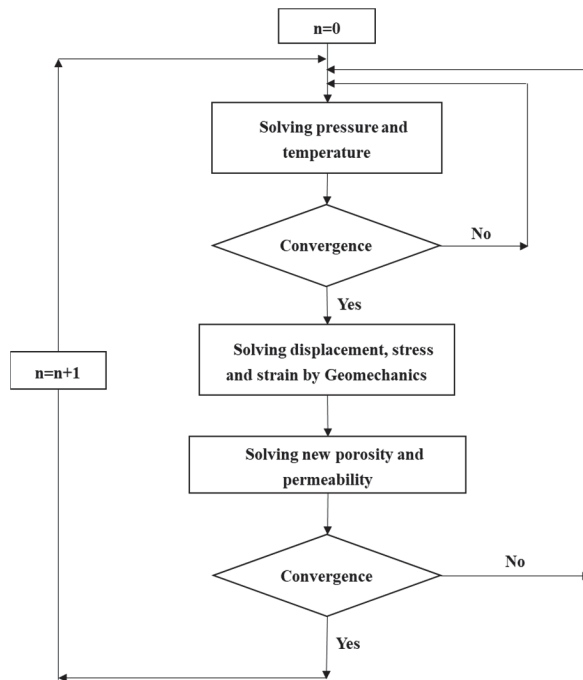 n=0
Solving pressure and
temperature
Convergence
No
Yes
Solving displacement, stress
and strain by Geomechanics
n=n+1
Solving new porosity and
permeability
Convergence
No
Yes